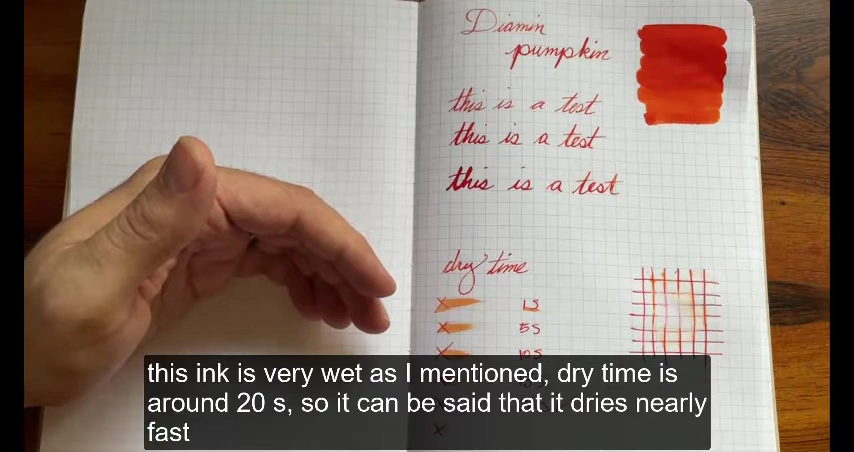 Diamin
pumpkin
this is a test
this is a test
this is a test
dry time
x 1s
x 5s
x 10s
x
this ink is very wet as I mentioned, dry time is
around 20 s, so it can be said that it dries nearly
fast